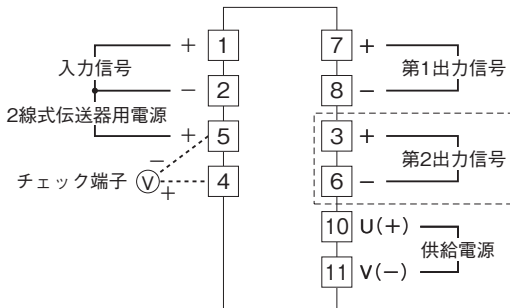 + 1 7 +
入力信号 第1出力信号
− 2 8 −
2線式伝送器用電源
+ 5 3 +
− 第2出力信号
チェック端子 V + 4 6 −
10 U(+)
供給電源
11 V(−)